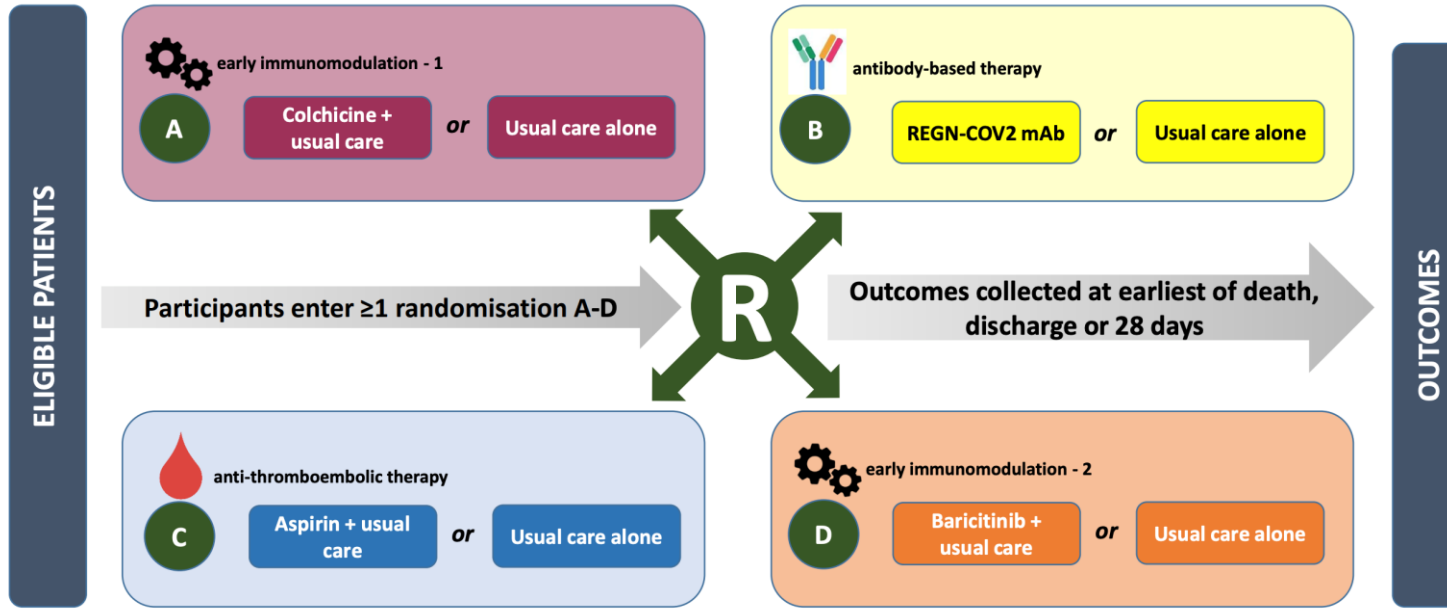 ELIGIBLE PATIENTS
early immunomodulation - 1
A
Colchicine +
usual care
or
Usual care alone
antibody-based therapy
B
REGN-COV2 mAb
or
Usual care alone
Participants enter ≥1 randomisation A-D
R
Outcomes collected at earliest of death,
discharge or 28 days
anti-thromboembolic therapy
C
Aspirin + usual
care
or
Usual care alone
early immunomodulation - 2
D
Baricitinib +
usual care
or
Usual care alone
OUTCOMES